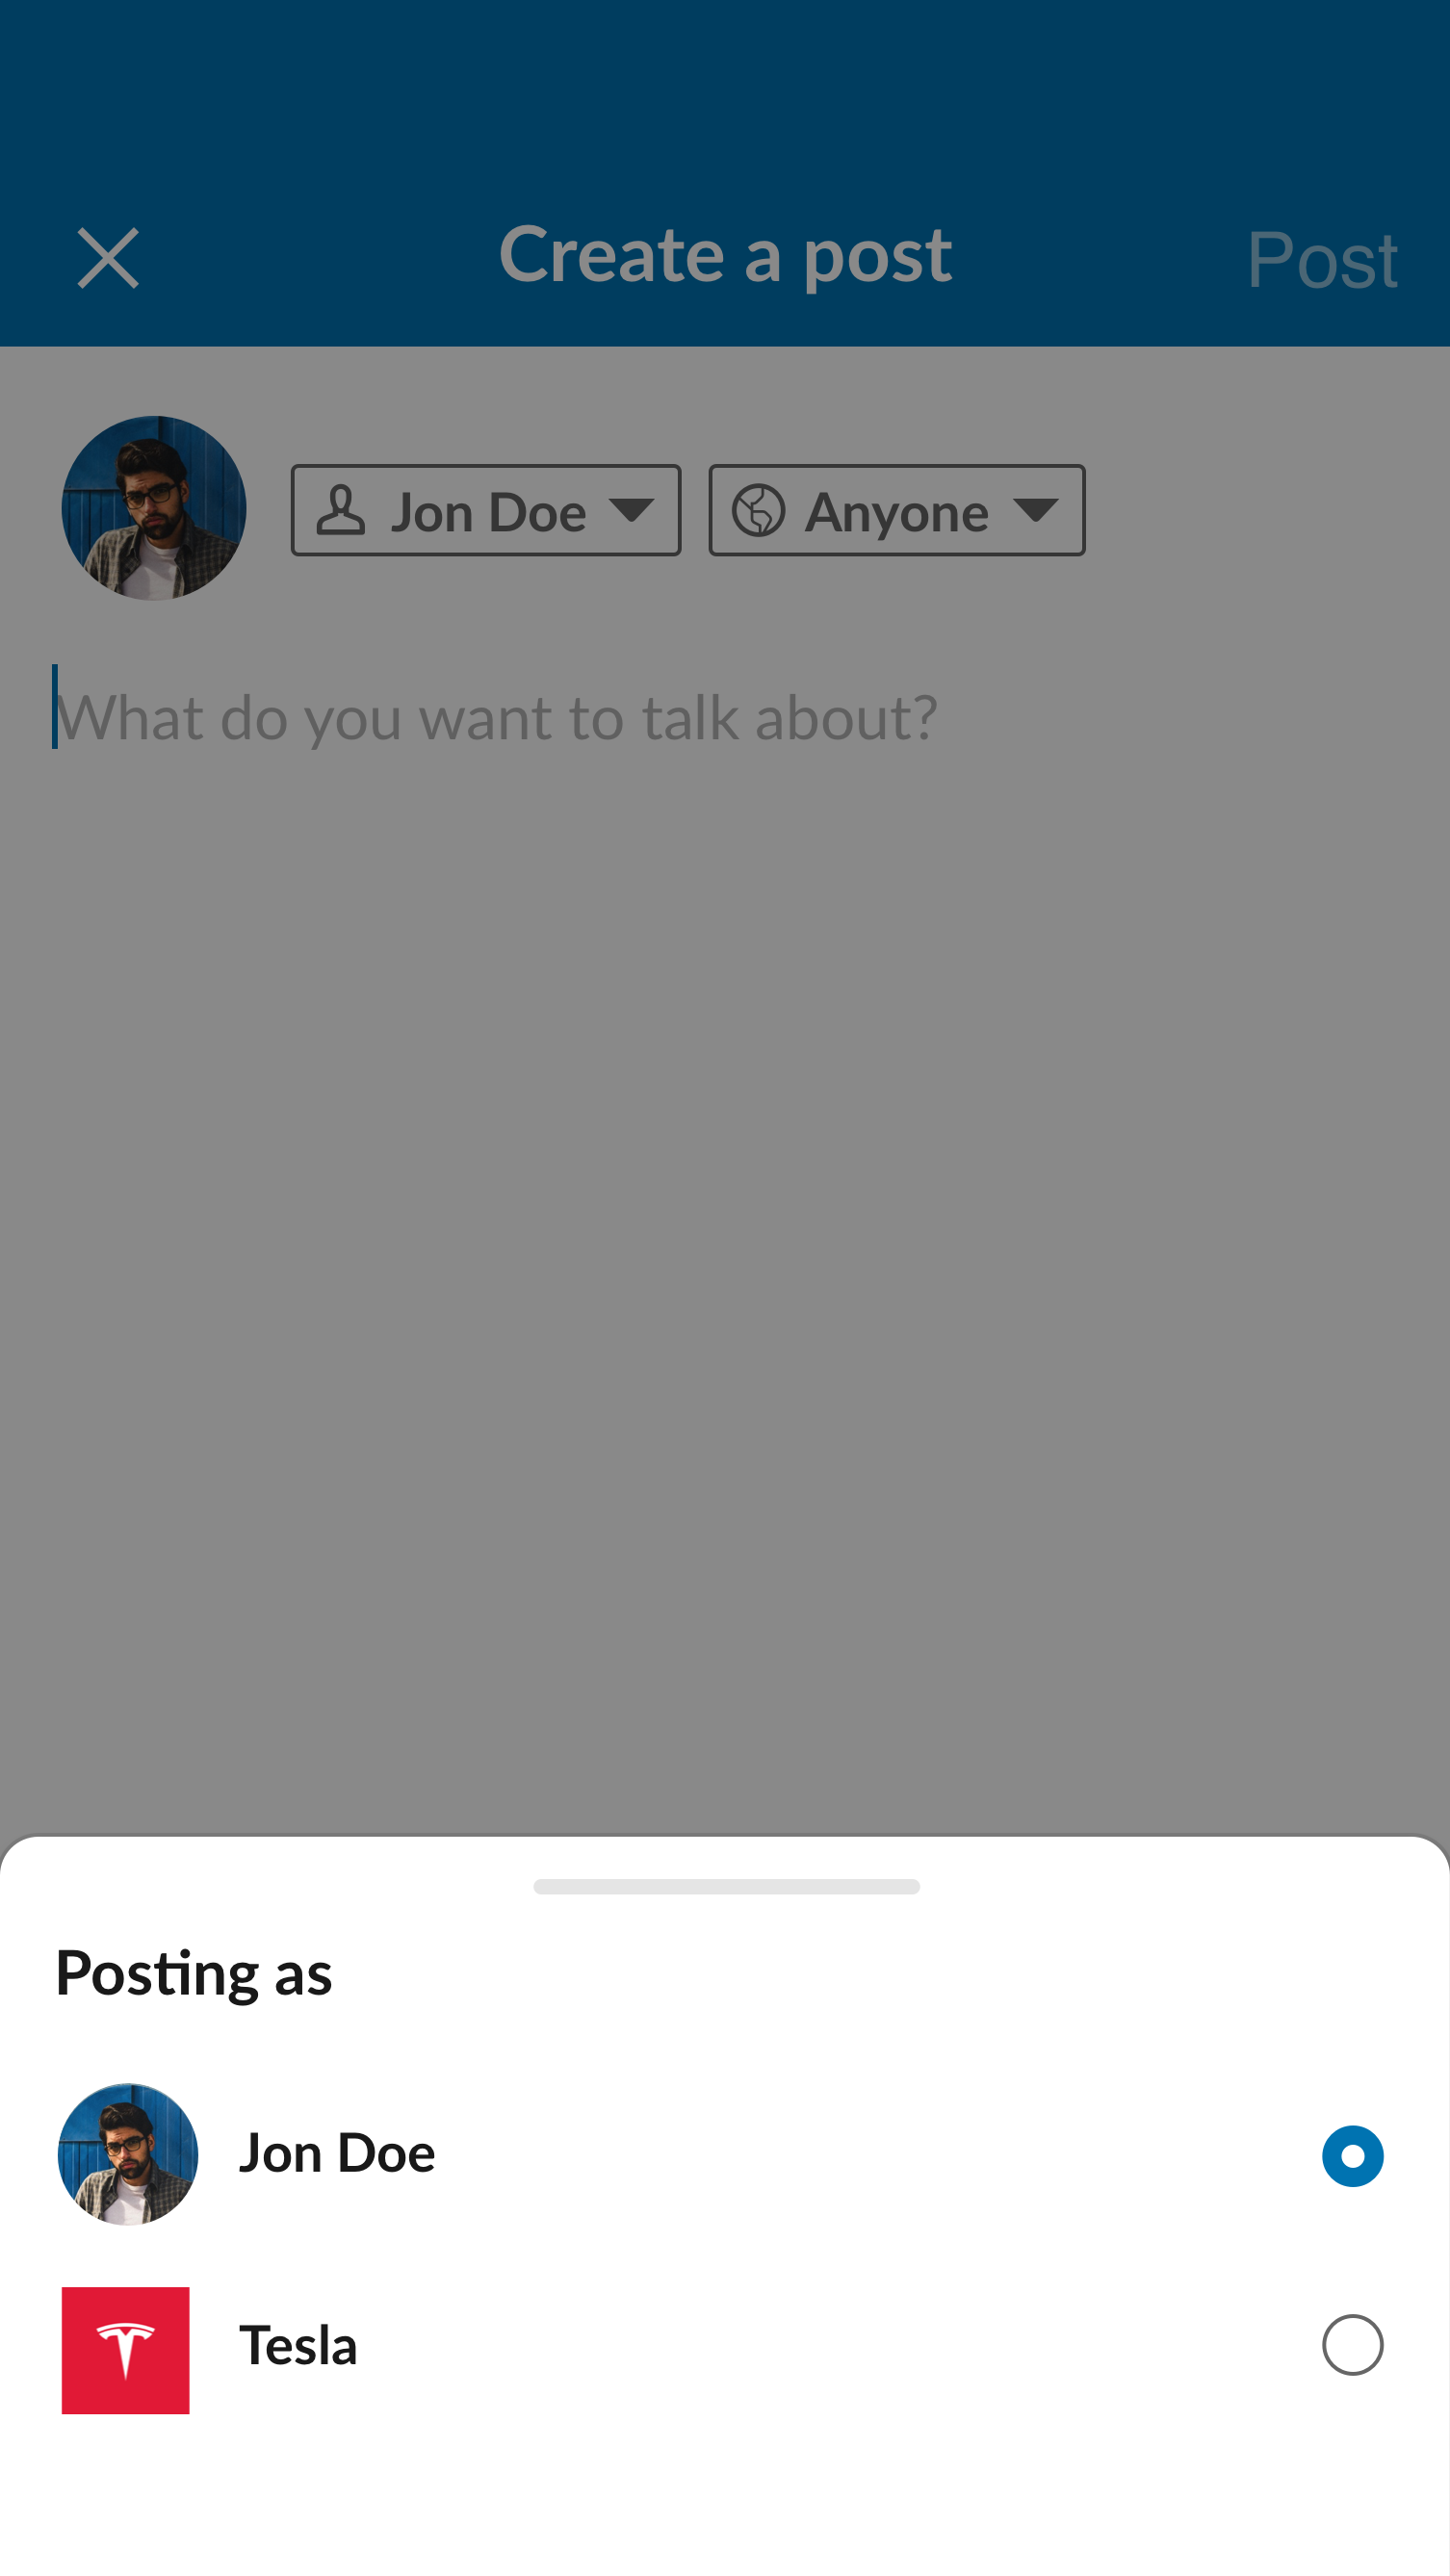 Create a post
Post
Jon Doe
Anyone
What do you want to talk about?
Posting as
Jon Doe
Tesla